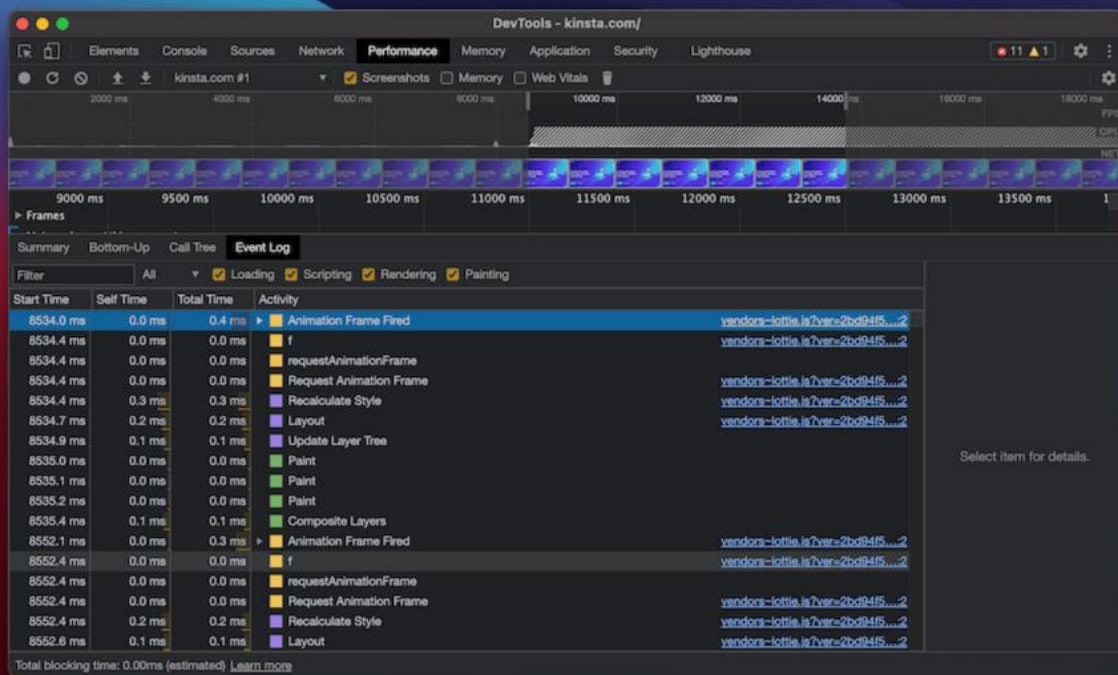 DevTools - kinsta.com/
Elements Console Sources Network Performance Memory Application Security Lighthouse 11 1
kinsta.com #1 Screenshots Memory Web Vitals
2000 ms 4000 ms 6000 ms 8000 ms 10000 ms 12000 ms 14000 ms 16000 ms 18000 ms
FPS
NET
9000 ms 9500 ms 10000 ms 10500 ms 11000 ms 11500 ms 12000 ms 12500 ms 13000 ms 13500 ms 1
Frames
Summary Bottom-Up Call Tree Event Log
Filter All Loading Scripting Rendering Painting
Start Time Self Time Total Time Activity
8534.0 ms 0.0 ms 0.4 ms Animation Frame Fired vendors~lottie.js?ver=2bd94f5…:2
8534.4 ms 0.0 ms 0.0 ms f vendors~lottie.js?ver=2bd94f5…:2
8534.4 ms 0.0 ms 0.0 ms requestAnimationFrame
8534.4 ms 0.0 ms 0.0 ms Request Animation Frame vendors~lottie.js?ver=2bd94f5…:2
8534.4 ms 0.3 ms 0.3 ms Recalculate Style vendors~lottie.js?ver=2bd94f5…:2
8534.7 ms 0.2 ms 0.2 ms Layout vendors~lottie.js?ver=2bd94f5…:2
8534.9 ms 0.1 ms 0.1 ms Update Layer Tree
8535.0 ms 0.0 ms 0.0 ms Paint
Select item for details.
8535.1 ms 0.0 ms 0.0 ms Paint
8535.2 ms 0.0 ms 0.0 ms Paint
8535.4 ms 0.1 ms 0.1 ms Composite Layers
8552.1 ms 0.0 ms 0.3 ms Animation Frame Fired vendors~lottie.js?ver=2bd94f5…:2
8552.4 ms 0.0 ms 0.0 ms f vendors~lottie.js?ver=2bd94f5…:2
8552.4 ms 0.0 ms 0.0 ms requestAnimationFrame
8552.4 ms 0.0 ms 0.0 ms Request Animation Frame vendors~lottie.js?ver=2bd94f5…:2
8552.4 ms 0.2 ms 0.2 ms Recalculate Style vendors~lottie.js?ver=2bd94f5…:2
8552.6 ms 0.1 ms 0.1 ms Layout vendors~lottie.js?ver=2bd94f5…:2
Total blocking time: 0.00ms (estimated) Learn more